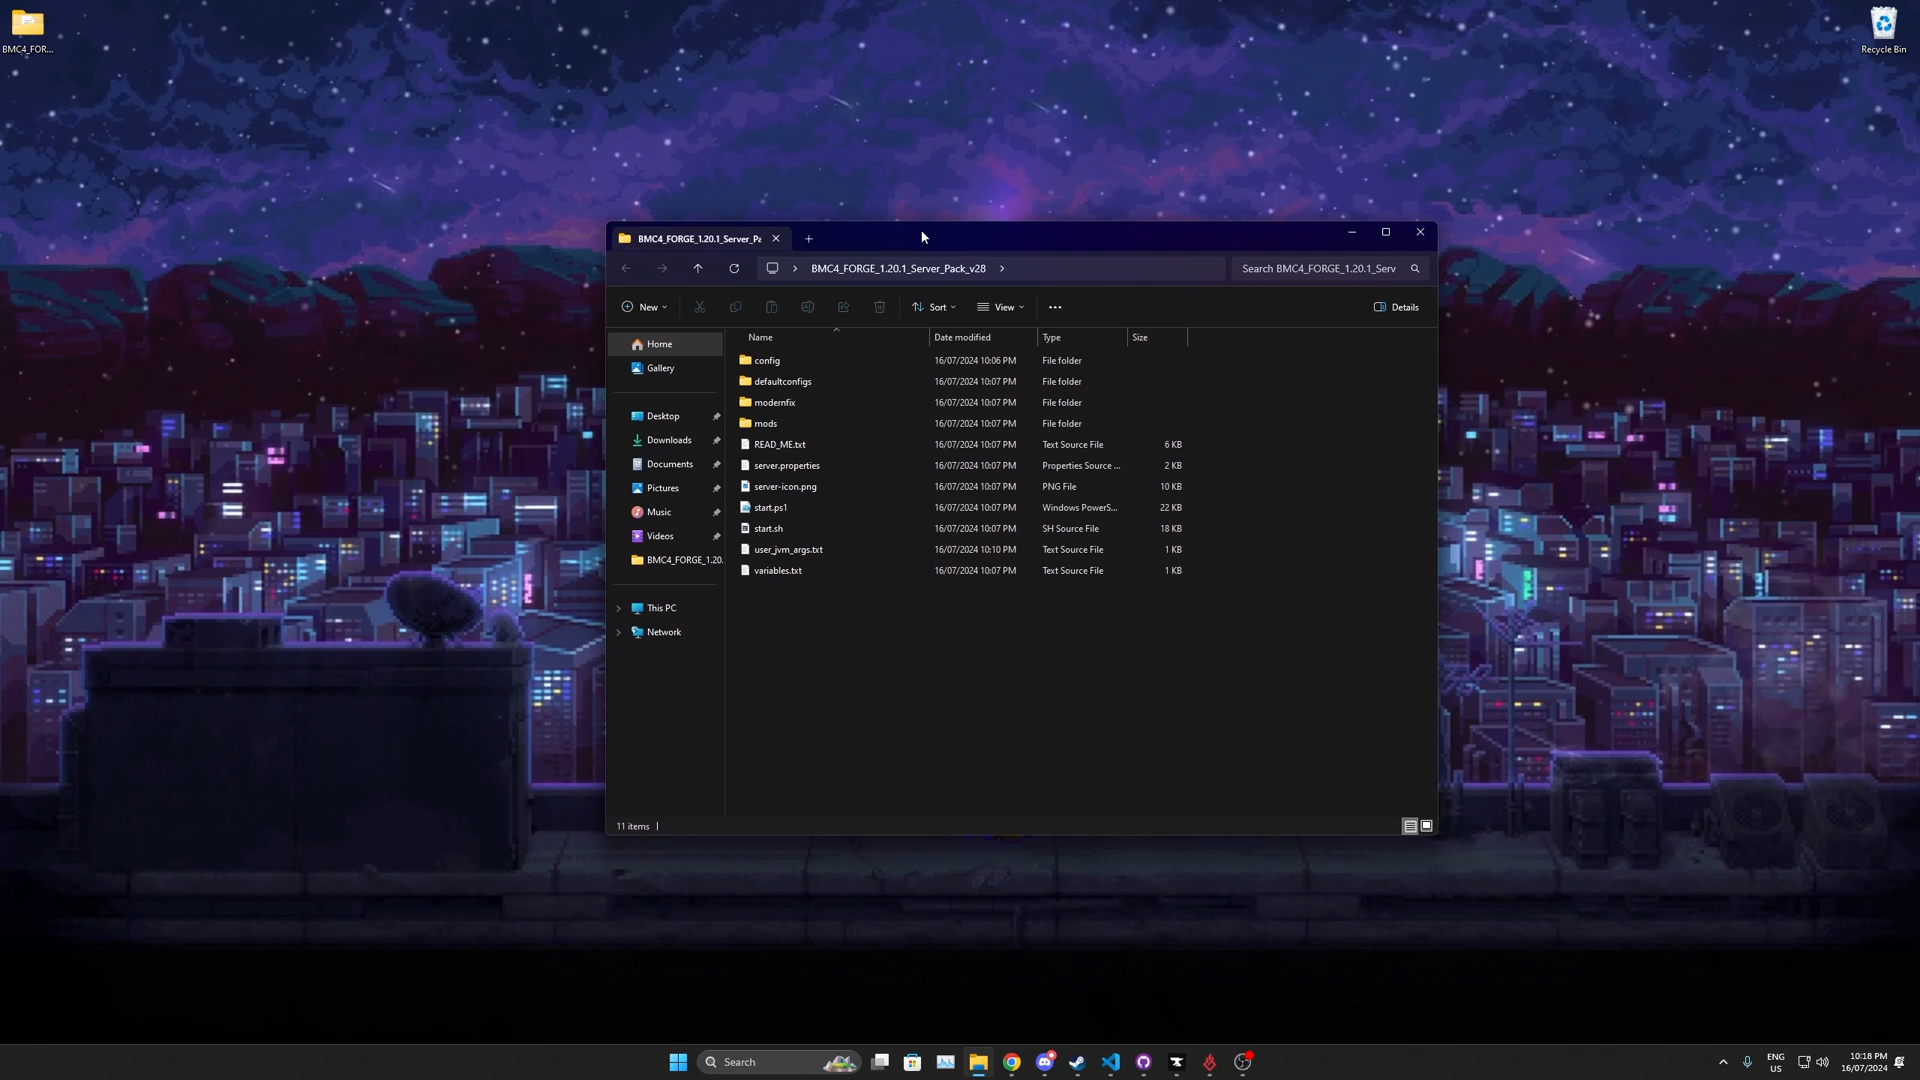 BMC4_FOR...
Recycle Bin
BMC4_FORGE_1.20.1_Server_Pa
BMC4_FORGE_1.20.1_Server_Pack_v28
Search BMC4_FORGE_1.20.1_Serv
New
Sort
View
Details
Home
Gallery
Desktop
Downloads
Documents
Pictures
Music
Videos
BMC4_FORGE_1.20.
This PC
Network
Name Date modified Type Size
config 16/07/2024 10:06 PM File folder
defaultconfigs 16/07/2024 10:07 PM File folder
modernfix 16/07/2024 10:07 PM File folder
mods 16/07/2024 10:07 PM File folder
READ_ME.txt 16/07/2024 10:07 PM Text Source File 6 KB
server.properties 16/07/2024 10:07 PM Properties Source ... 2 KB
server-icon.png 16/07/2024 10:07 PM PNG File 10 KB
start.ps1 16/07/2024 10:07 PM Windows PowerS... 22 KB
start.sh 16/07/2024 10:07 PM SH Source File 18 KB
user_jvm_args.txt 16/07/2024 10:10 PM Text Source File 1 KB
variables.txt 16/07/2024 10:07 PM Text Source File 1 KB
11 items
Search
ENG
US
10:18 PM
16/07/2024